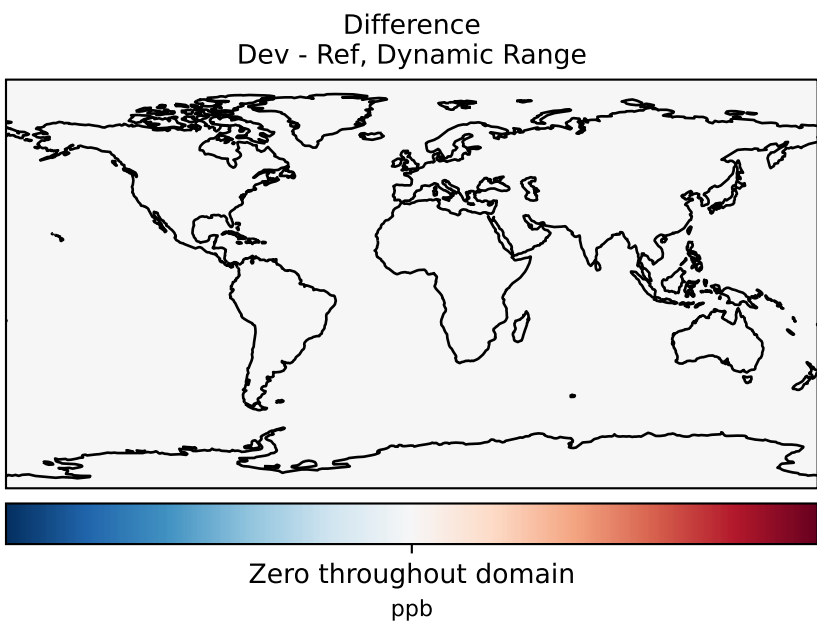 Difference
Dev - Ref, Dynamic Range
Zero throughout domain
ppb